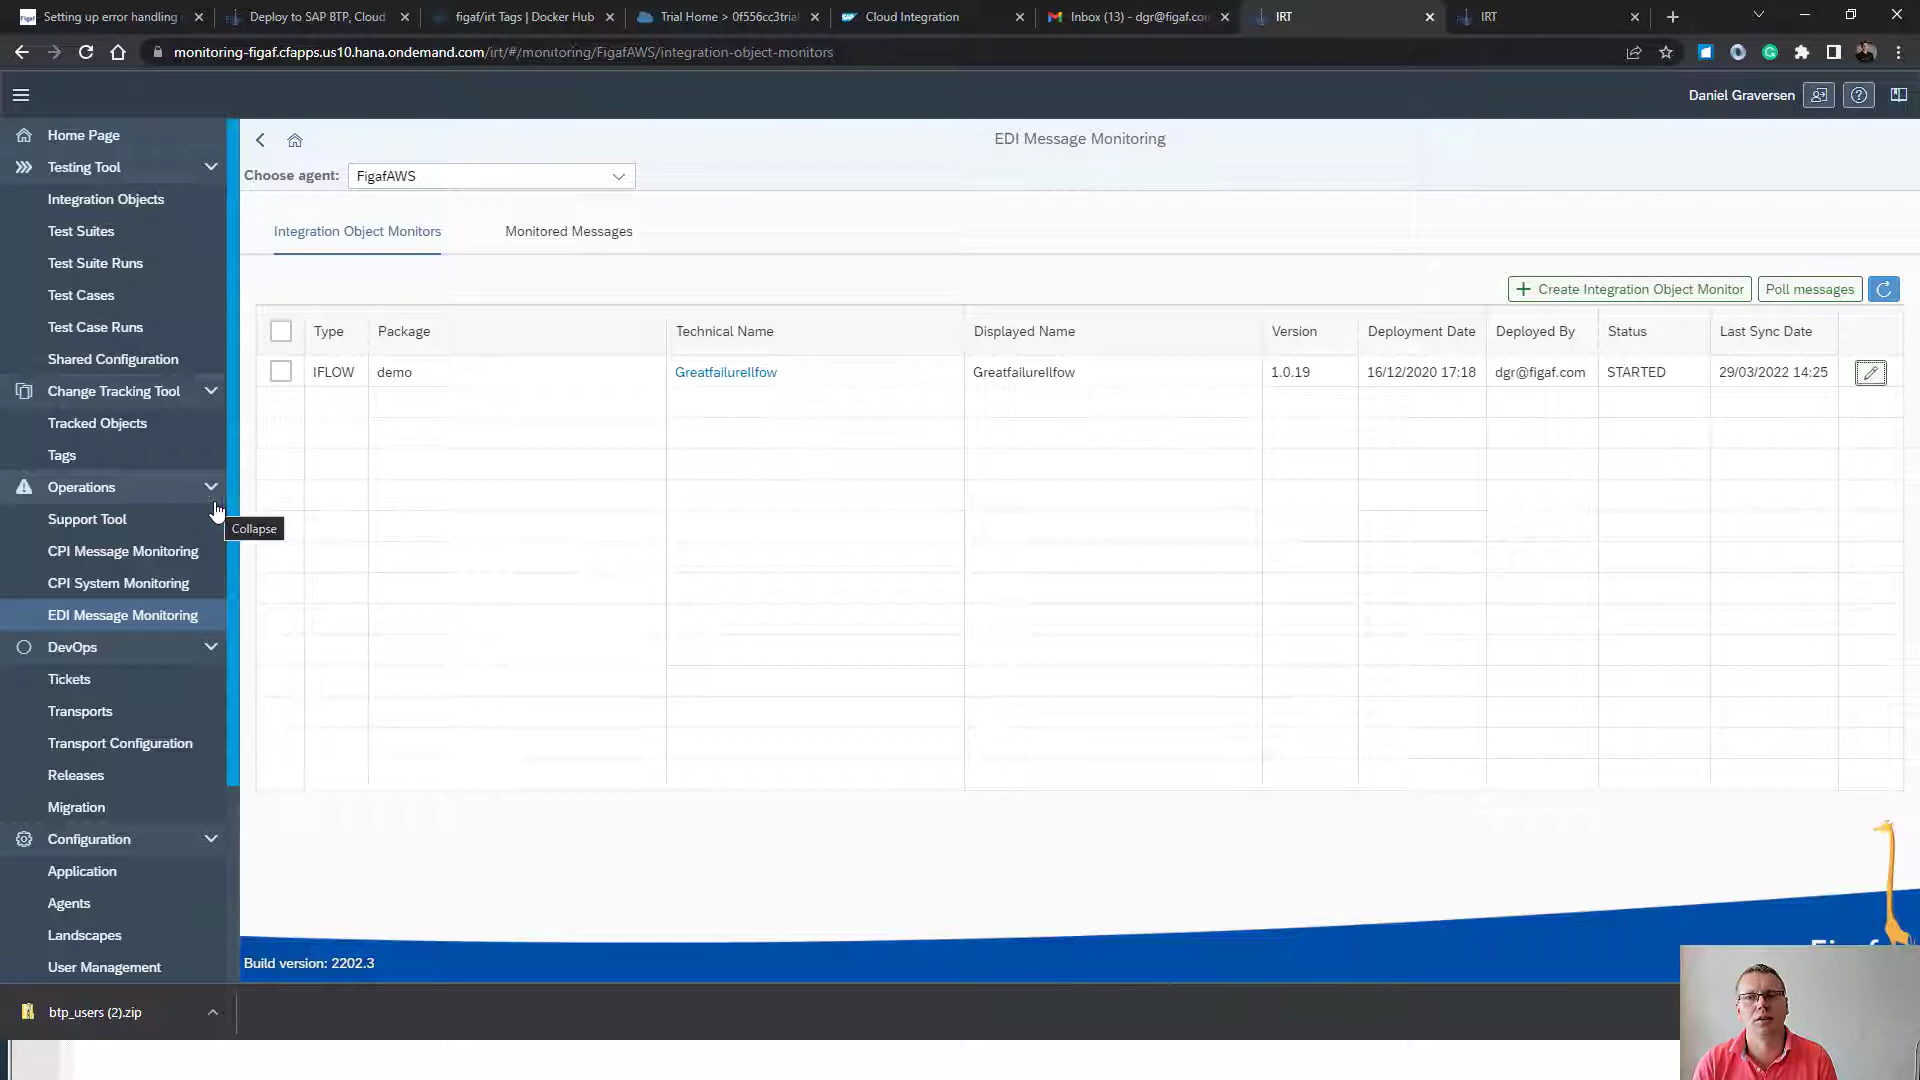 Setting up error handling
Deploy to SAP BTP, Cloud
figaf/irt Tags | Docker Hub
Trial Home > 0f556cc3trial
Cloud Integration
Inbox (13) - dgr@figaf.co
IRT
IRT
monitoring-figaf.cfapps.us10.hana.ondemand.com/irt/#/monitoring/FigafAWS/integration-object-monitors
Daniel Graversen
Home Page
Testing Tool
Integration Objects
Test Suites
Test Suite Runs
Test Cases
Test Case Runs
Shared Configuration
Change Tracking Tool
Tracked Objects
Tags
Operations
Support Tool
CPI Message Monitoring
CPI System Monitoring
EDI Message Monitoring
DevOps
Tickets
Transports
Transport Configuration
Releases
Migration
Configuration
Application
Agents
Landscapes
User Management
Collapse
EDI Message Monitoring
Choose agent: FigafAWS
Integration Object Monitors
Monitored Messages
Create Integration Object Monitor
Poll messages
Type Package Technical Name Displayed Name Version Deployment Date Deployed By Status Last Sync Date
IFLOW demo GreatfailureIlfow GreatfailureIlfow 1.0.19 16/12/2020 17:18 dgr@figaf.com STARTED 29/03/2022 14:25
Build version: 2202.3
btp_users (2).zip